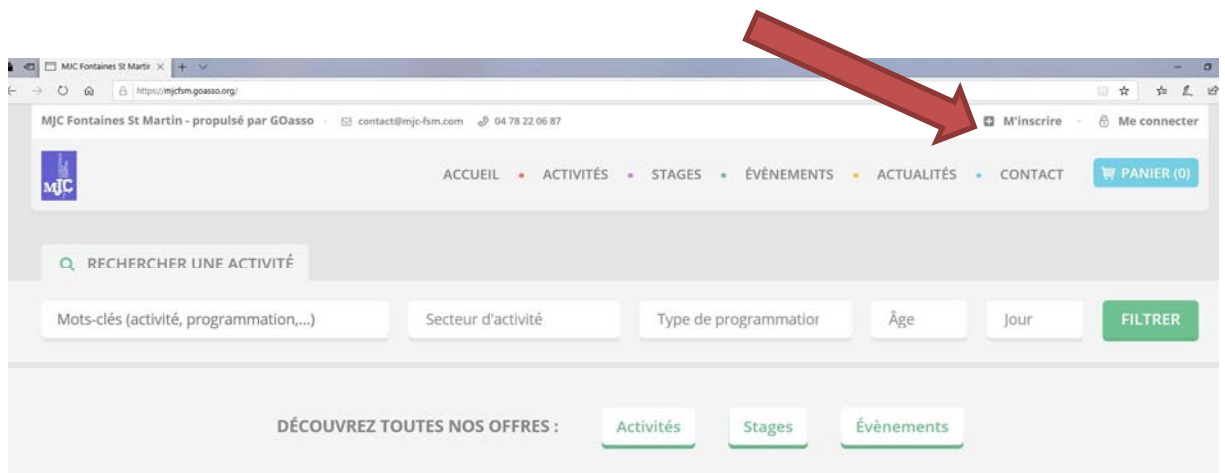 MJC Fontaines St Martin
https://mjcfsm.goasso.org/
MJC Fontaines St Martin - propulsé par GOasso contact@mjc-fsm.com 04 78 22 06 87 M'inscrire Me connecter
MJC ACCUEIL • ACTIVITÉS • STAGES • ÉVÈNEMENTS • ACTUALITÉS • CONTACT PANIER (0)
RECHERCHER UNE ACTIVITÉ
Mots-clés (activité, programmation,...) Secteur d'activité Type de programmation Âge Jour FILTRER
DÉCOUVREZ TOUTES NOS OFFRES : Activités Stages Évènements